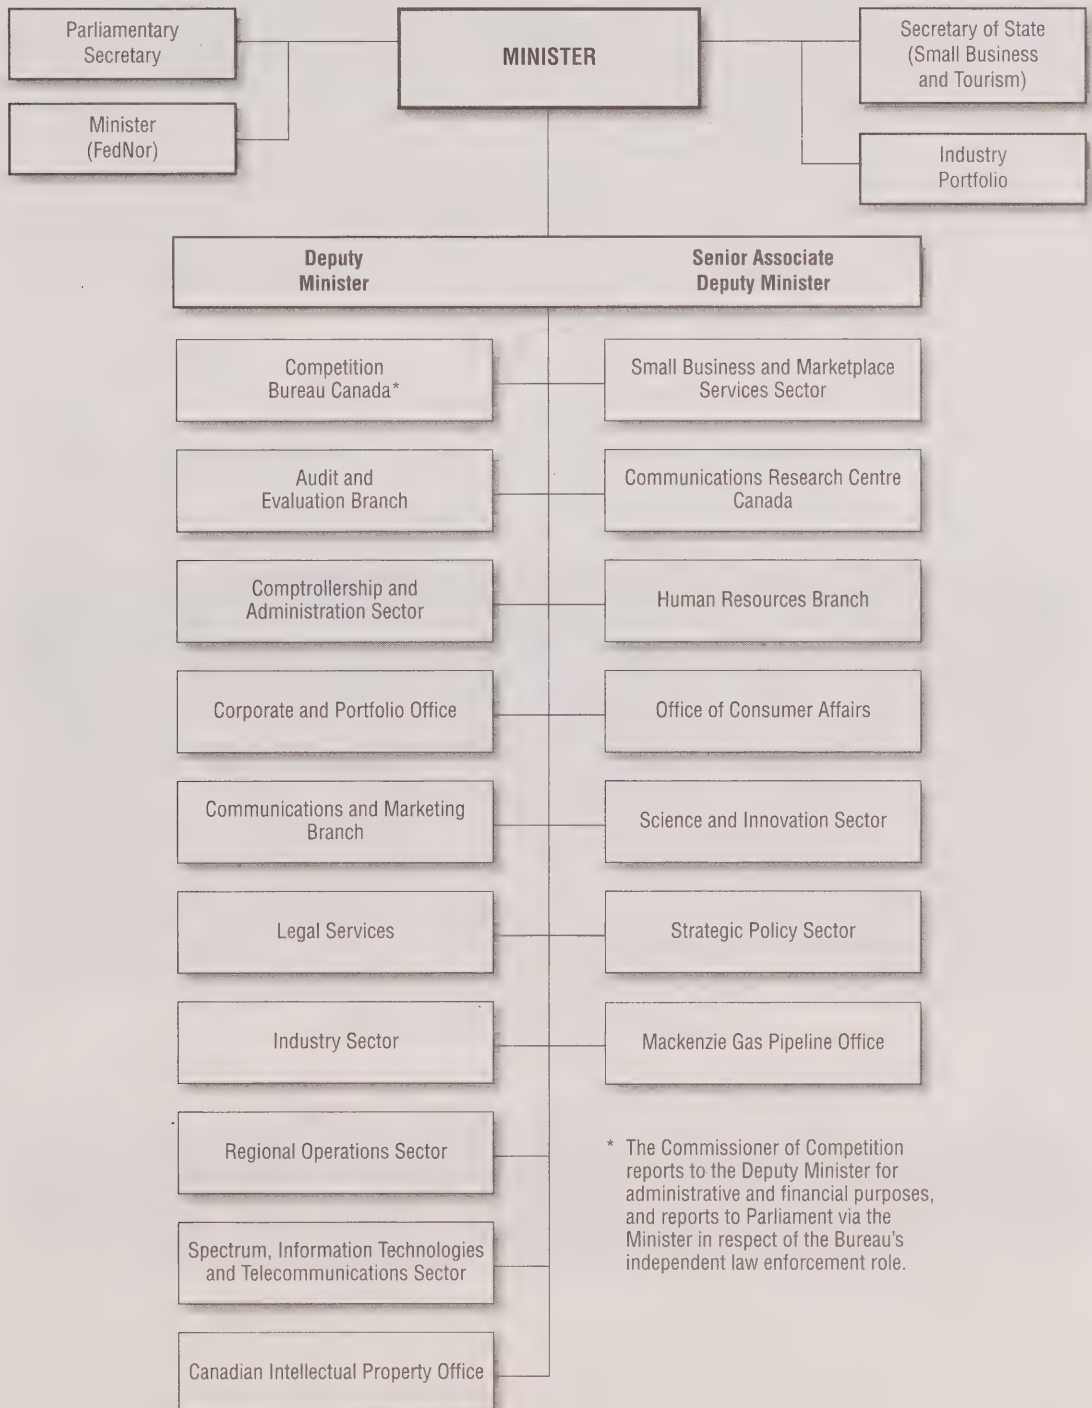 Parliamentary
Secretary
MINISTER
Secretary of State
(Small Business
and Tourism)
Minister
(FedNor)
Industry
Portfolio
Deputy
Minister
Senior Associate
Deputy Minister
Competition
Bureau Canada*
Small Business and Marketplace
Services Sector
Audit and
Evaluation Branch
Communications Research Centre
Canada
Comptrollership and
Administration Sector
Human Resources Branch
Corporate and Portfolio Office
Office of Consumer Affairs
Communications and Marketing
Branch
Science and Innovation Sector
Legal Services
Strategic Policy Sector
Industry Sector
Mackenzie Gas Pipeline Office
Regional Operations Sector
* The Commissioner of Competition
reports to the Deputy Minister for
administrative and financial purposes,
and reports to Parliament via the
Minister in respect of the Bureau's
independent law enforcement role.
Spectrum, Information Technologies
and Telecommunications Sector
Canadian Intellectual Property Office